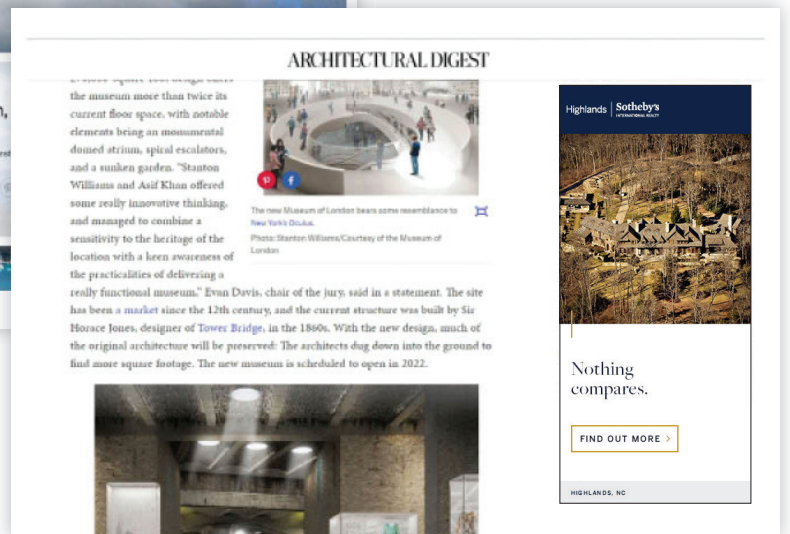 ARCHITECTURAL DIGEST
the museum more than twice its
current floor space, with notable
elements being an monumental
domed atrium, spiral escalators,
and a sunken garden. "Stanton
Williams and Asif Khan offered
some really innovative thinking,
and managed to combine a
sensitivity to the heritage of the
location with a keen awareness of
the practicalities of delivering a
The new Museum of London bears some resemblance to
New York's Oculus.
Photo: Stanton Williams/Courtesy of the Museum of
London
really functional museum," Evan Davis, chair of the jury, said in a statement. The site
has been a market since the 12th century, and the current structure was built by Sir
Horace Jones, designer of Tower Bridge, in the 1860s. With the new design, much of
the original architecture will be preserved: The architects dug down into the ground to
find more square footage. The new museum is scheduled to open in 2022.
Highlands | Sotheby's
INTERNATIONAL REALTY
Nothing
compares.
FIND OUT MORE >
HIGHLANDS, NC